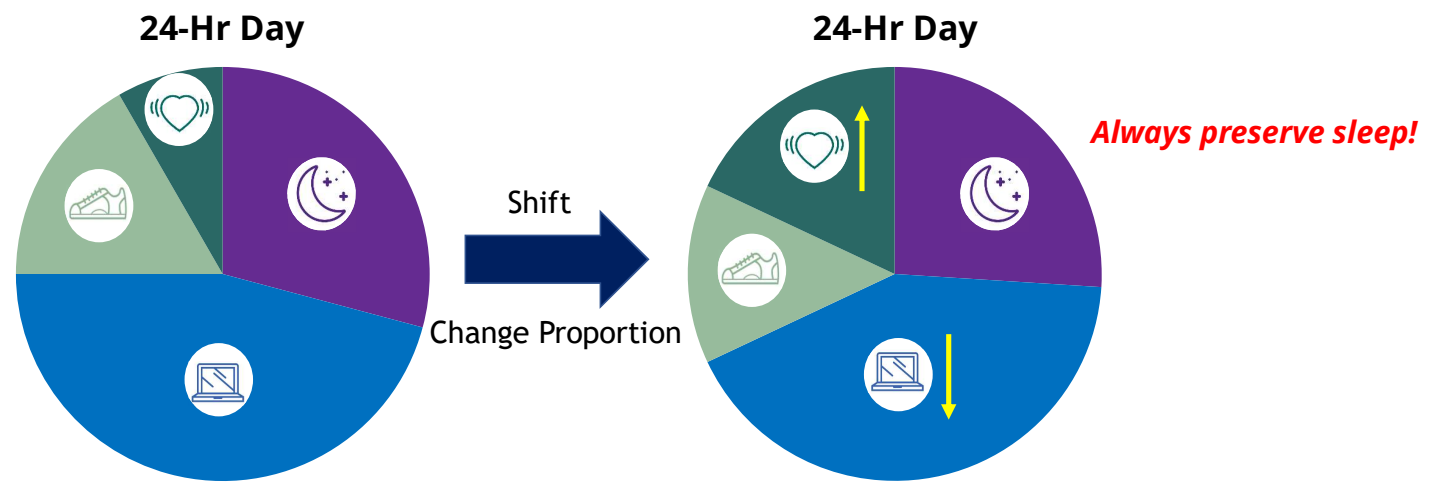 24-Hr Day
24-Hr Day
Always preserve sleep!
Shift
Change Proportion